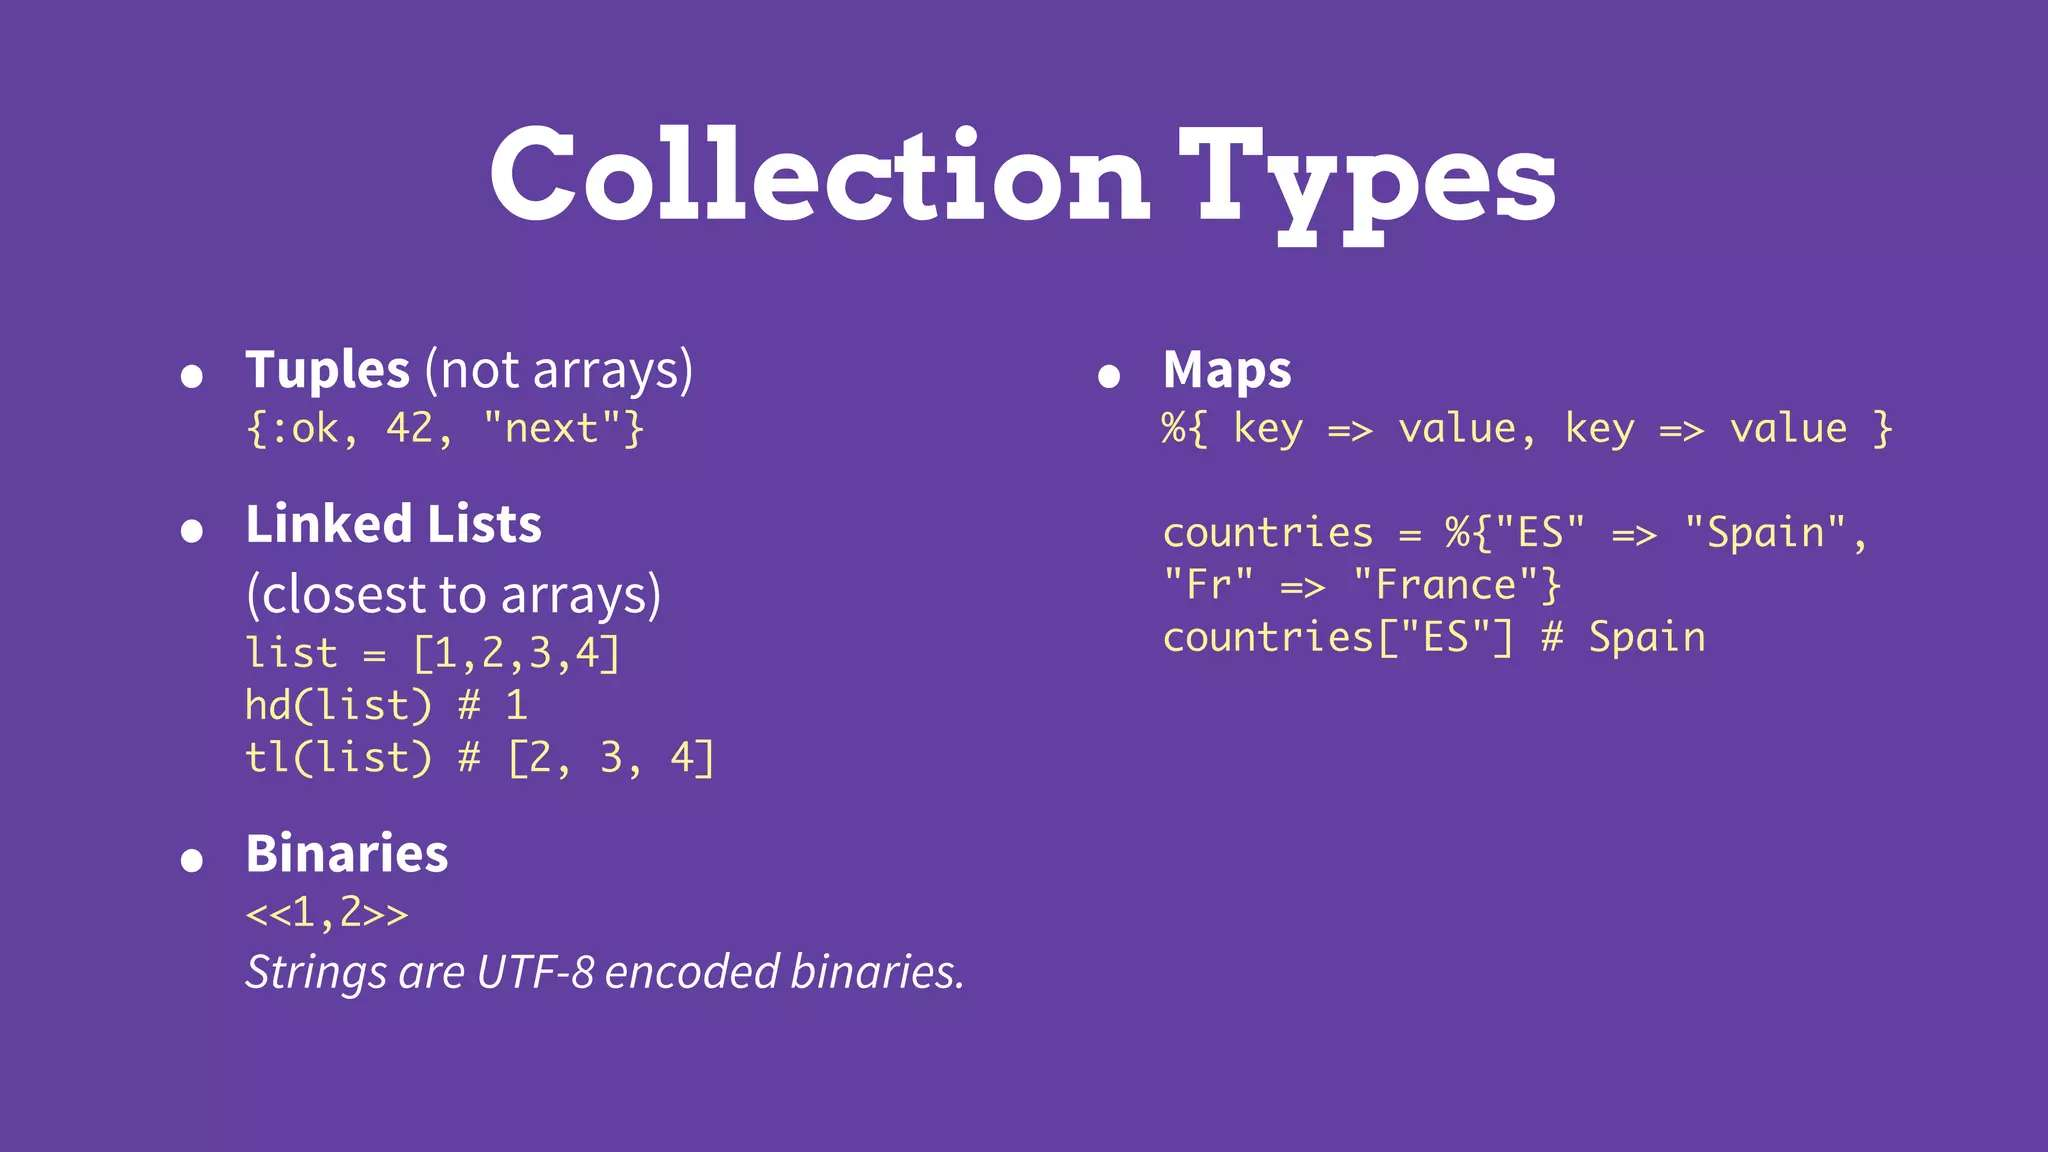 Collection Types
● Tuples (not arrays)
{:ok, 42, "next"}
● Linked Lists
(closest to arrays)
list = [1,2,3,4]
hd(list) # 1
tl(list) # [2, 3, 4]
● Binaries
<<1,2>>
Strings are UTF-8 encoded binaries.
● Maps
%{ key => value, key => value }
countries = %{"ES" => "Spain",
"Fr" => "France"}
countries["ES"] # Spain